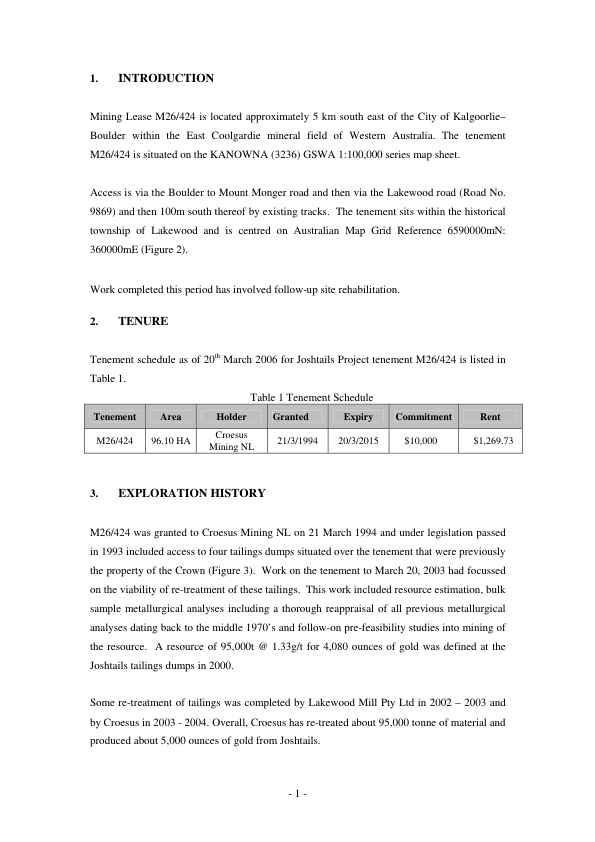 1. INTRODUCTION
Mining Lease M26/424 is located approximately 5 km south east of the City of Kalgoorlie–
Boulder within the East Coolgardie mineral field of Western Australia. The tenement
M26/424 is situated on the KANOWNA (3236) GSWA 1:100,000 series map sheet.
Access is via the Boulder to Mount Monger road and then via the Lakewood road (Road No.
9869) and then 100m south thereof by existing tracks. The tenement sits within the historical
township of Lakewood and is centred on Australian Map Grid Reference 6590000mN:
360000mE (Figure 2).
Work completed this period has involved follow-up site rehabilitation.
2. TENURE
Tenement schedule as of 20th March 2006 for Joshtails Project tenement M26/424 is listed in
Table 1.
Table 1 Tenement Schedule
Tenement Area Holder Granted Expiry Commitment Rent
M26/424 96.10 HA Croesus Mining NL 21/3/1994 20/3/2015 $10,000 $1,269.73
3. EXPLORATION HISTORY
M26/424 was granted to Croesus Mining NL on 21 March 1994 and under legislation passed
in 1993 included access to four tailings dumps situated over the tenement that were previously
the property of the Crown (Figure 3). Work on the tenement to March 20, 2003 had focussed
on the viability of re-treatment of these tailings. This work included resource estimation, bulk
sample metallurgical analyses including a thorough reappraisal of all previous metallurgical
analyses dating back to the middle 1970's and follow-on pre-feasibility studies into mining of
the resource. A resource of 95,000t @ 1.33g/t for 4,080 ounces of gold was defined at the
Joshtails tailings dumps in 2000.
Some re-treatment of tailings was completed by Lakewood Mill Pty Ltd in 2002 – 2003 and
by Croesus in 2003 - 2004. Overall, Croesus has re-treated about 95,000 tonne of material and
produced about 5,000 ounces of gold from Joshtails.
- 1 -